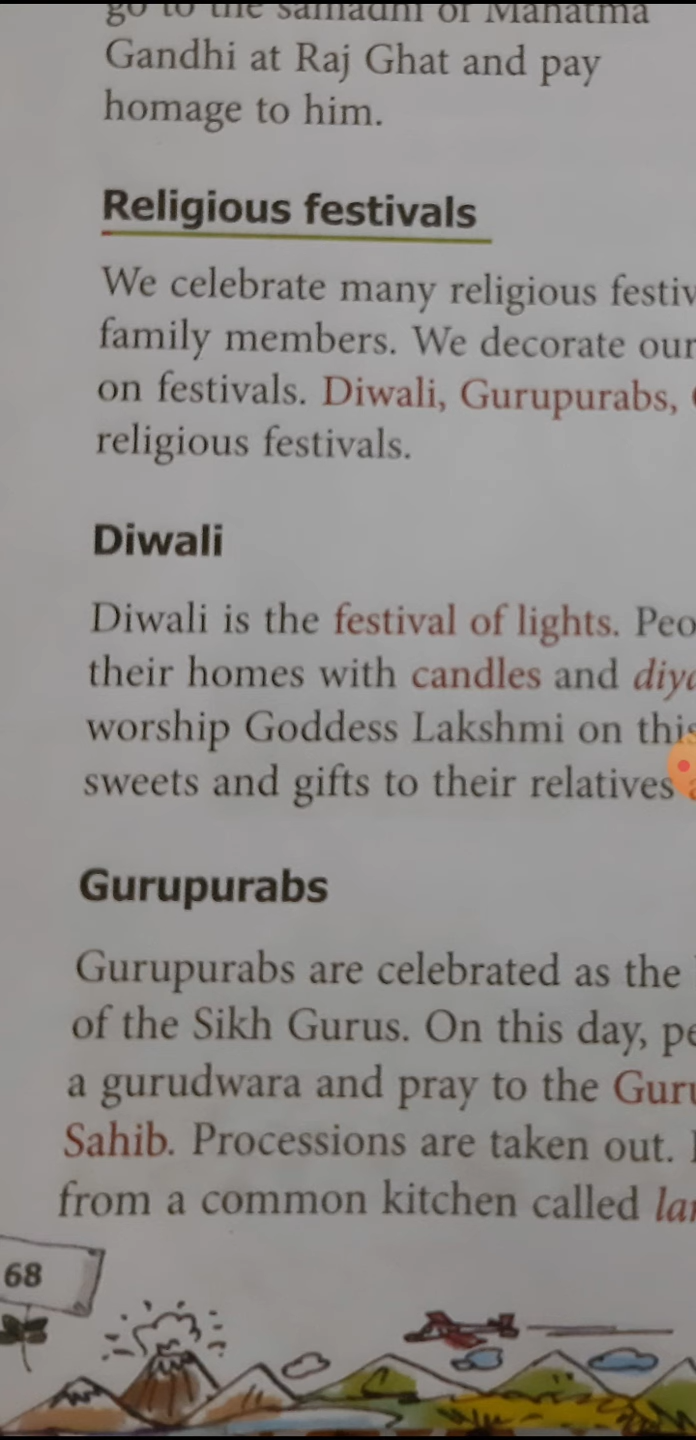 go to the samadhi of Mahatma
Gandhi at Raj Ghat and pay
homage to him.
Religious festivals
We celebrate many religious festiv
family members. We decorate our
on festivals. Diwali, Gurupurabs,
religious festivals.
Diwali
Diwali is the festival of lights. Peo
their homes with candles and diya
worship Goddess Lakshmi on this
sweets and gifts to their relatives
Gurupurabs
Gurupurabs are celebrated as the
of the Sikh Gurus. On this day, pe
a gurudwara and pray to the Guru
Sahib. Processions are taken out.
from a common kitchen called lan
68